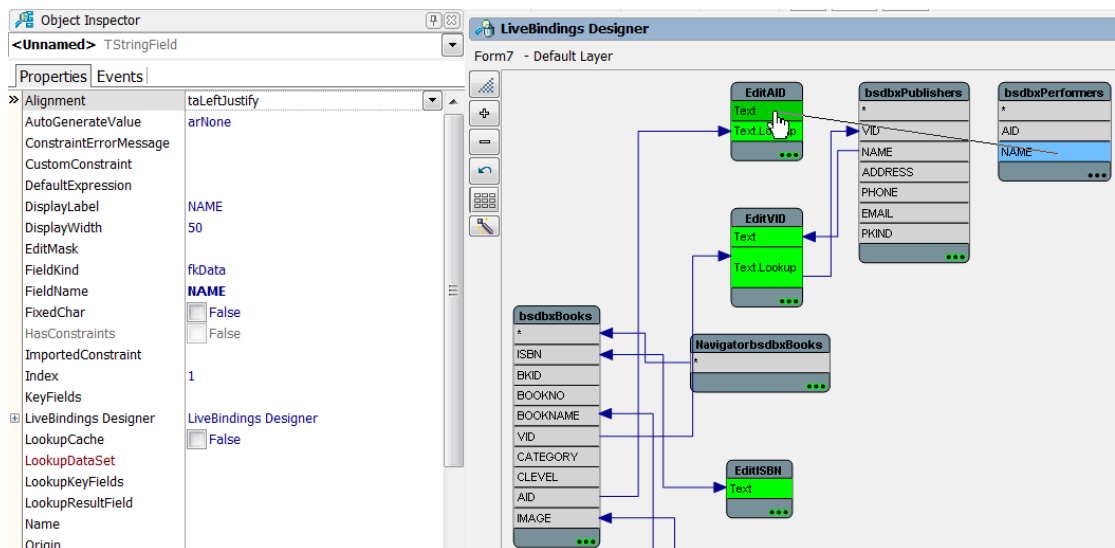 Object Inspector
<Unnamed> TStringField
Properties Events
Alignment taLeftJustify
AutoGenerateValue arNone
ConstraintErrorMessage
CustomConstraint
DefaultExpression
DisplayLabel NAME
DisplayWidth 50
EditMask
FieldKind fkData
FieldName NAME
FixedChar False
HasConstraints False
ImportedConstraint
Index 1
KeyFields
LiveBindings Designer LiveBindings Designer
LookupCache False
LookupDataSet
LookupKeyFields
LookupResultField
Name
Origin
LiveBindings Designer
Form7 - Default Layer
EditAID
Text
bsdbxPublishers
*
VID
NAME
ADDRESS
PHONE
EMAIL
PKIND
bsdbxPerformers
*
AID
NAME
EditVID
Text
Text.Lookup
bsdbxBooks
*
ISBN
BKID
BOOKNO
BOOKNAME
VID
CATEGORY
CLEVEL
AID
IMAGE
NavigatorbsdbxBooks
*
EditISBN
Text